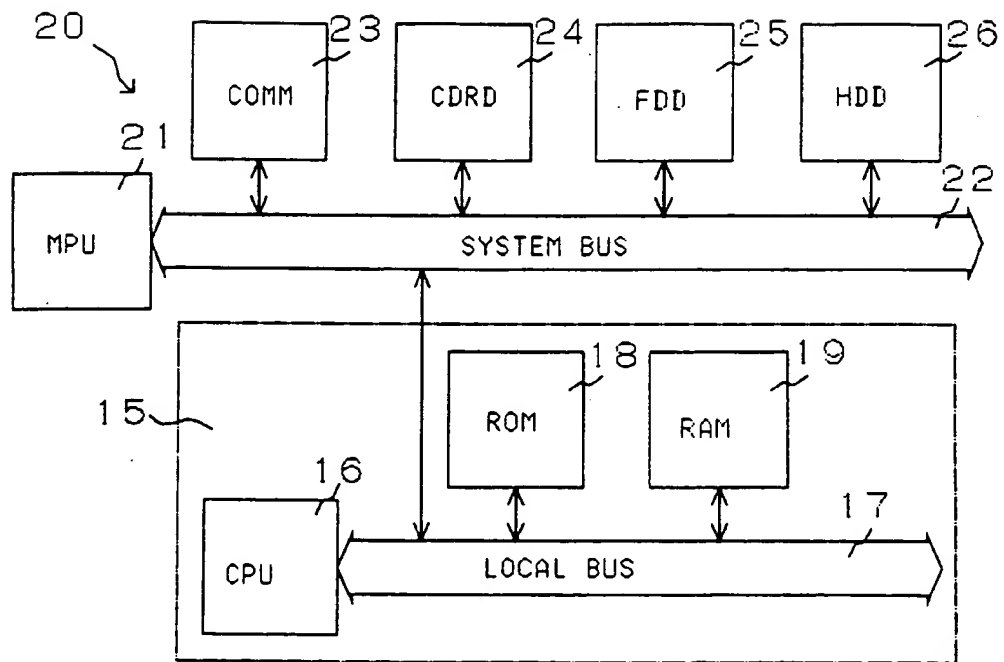 20
23
24
25
26
COMM
CDRD
FDD
HDD
21
22
MPU
SYSTEM BUS
18
19
15
ROM
RAM
16
17
CPU
LOCAL BUS